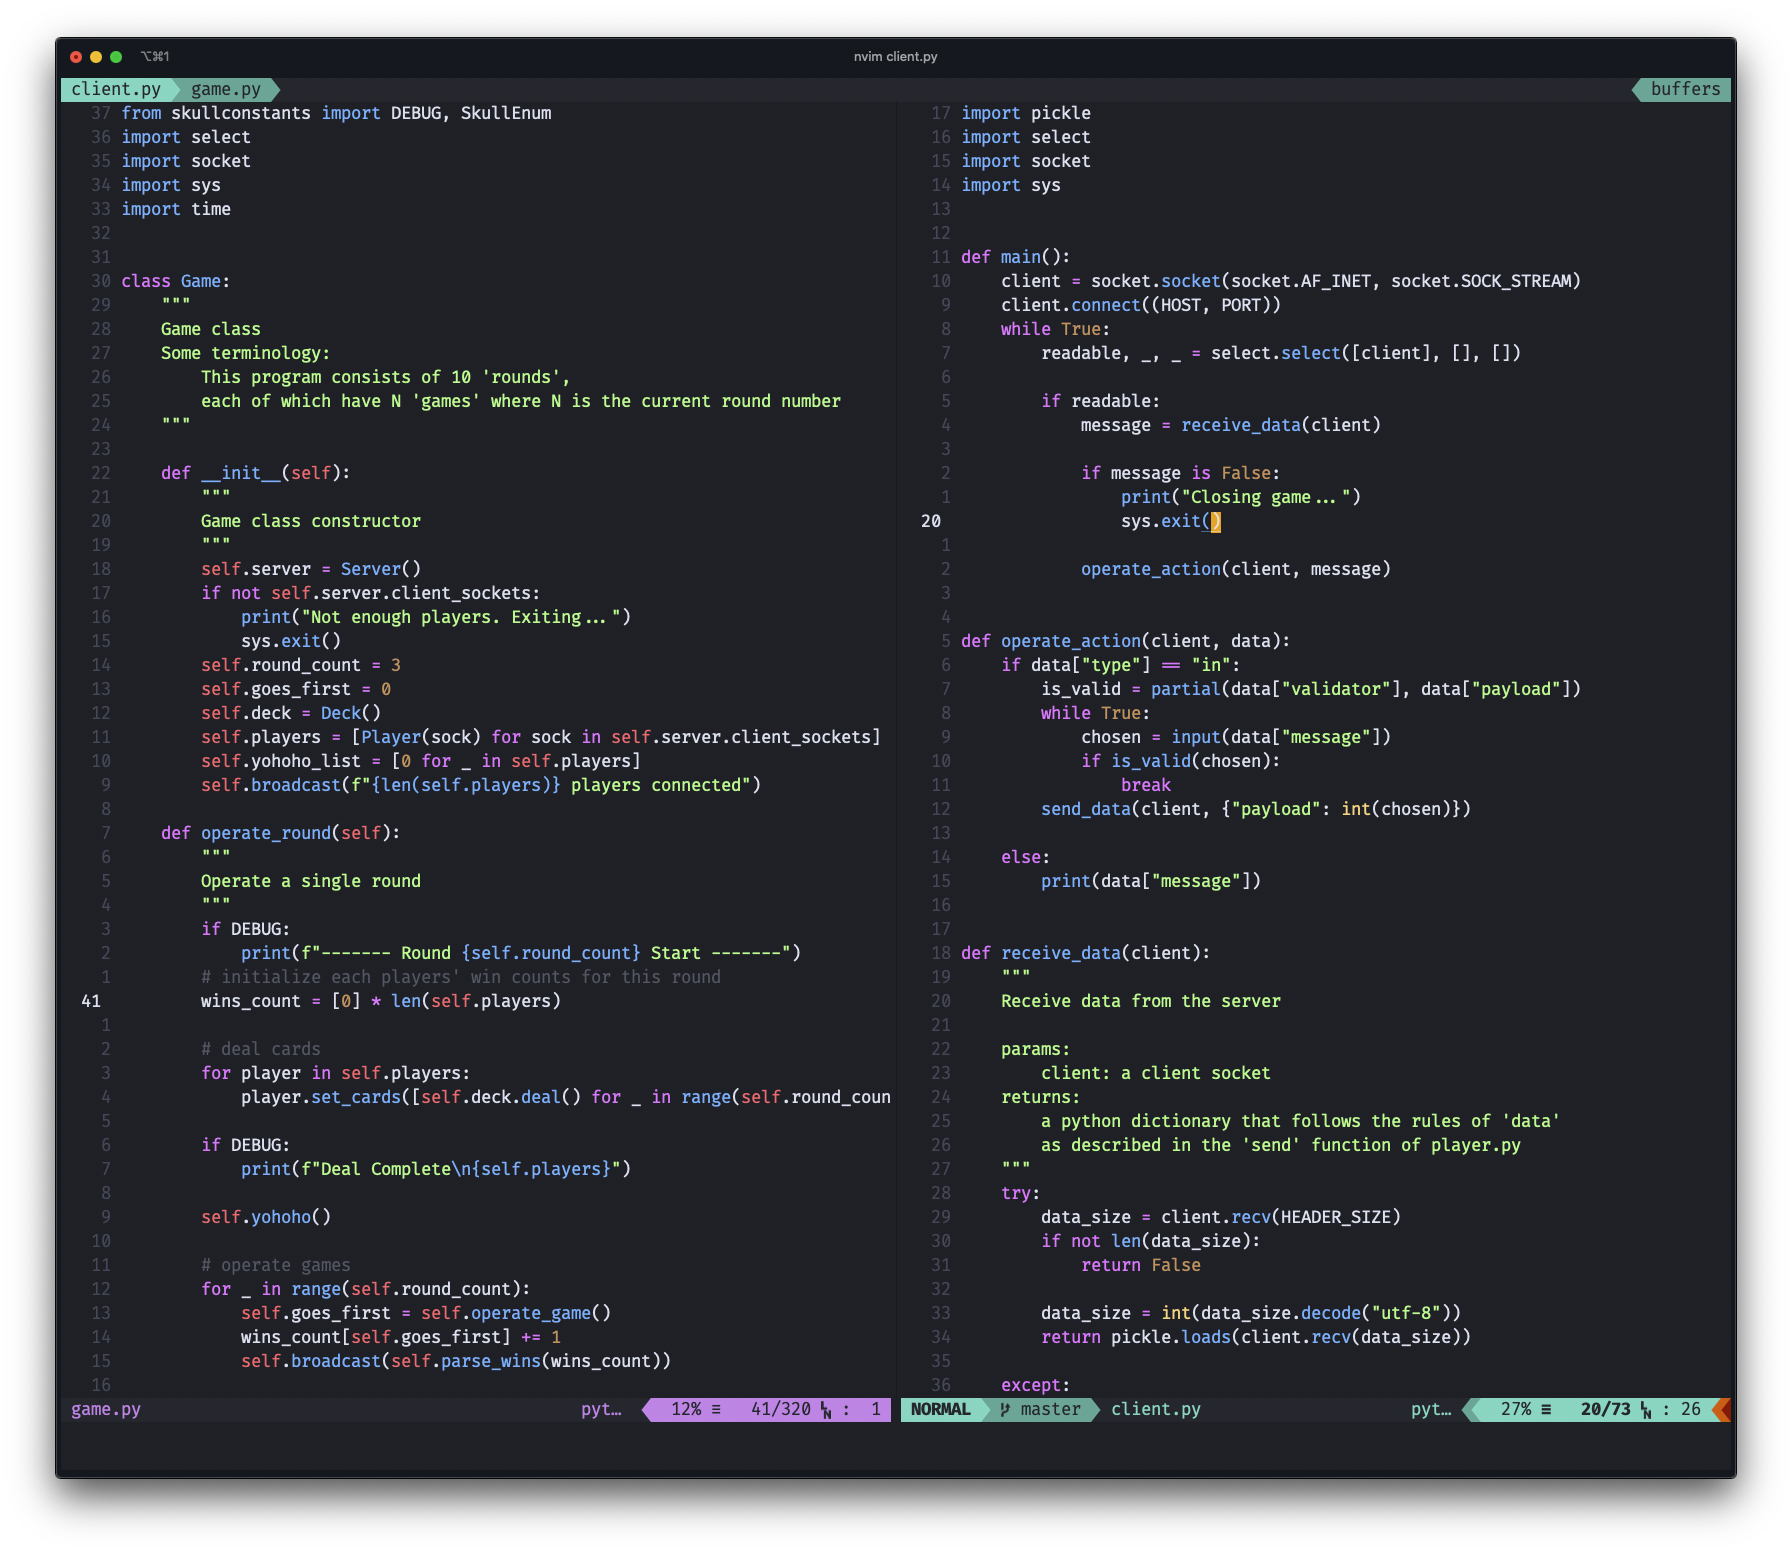 ⌥⌘1 nvim client.py
client.py game.py buffers
37 from skullconstants import DEBUG, SkullEnum
36 import select
35 import socket
34 import sys
33 import time
32
31
30 class Game:
29     """
28     Game class
27     Some terminology:
26         This program consists of 10 'rounds',
25         each of which have N 'games' where N is the current round number
24     """
23
22     def __init__(self):
21         """
20         Game class constructor
19         """
18         self.server = Server()
17         if not self.server.client_sockets:
16             print("Not enough players. Exiting...")
15             sys.exit()
14         self.round_count = 3
13         self.goes_first = 0
12         self.deck = Deck()
11         self.players = [Player(sock) for sock in self.server.client_sockets]
10         self.yohoho_list = [0 for _ in self.players]
9         self.broadcast(f"{len(self.players)} players connected")
8
7     def operate_round(self):
6         """
5         Operate a single round
4         """
3         if DEBUG:
2             print(f"------- Round {self.round_count} Start -------")
1         # initialize each players' win counts for this round
41         wins_count = [0] * len(self.players)
1
2         # deal cards
3         for player in self.players:
4             player.set_cards([self.deck.deal() for _ in range(self.round_coun
5
6         if DEBUG:
7             print(f"Deal Complete\n{self.players}")
8
9         self.yohoho()
10
11         # operate games
12         for _ in range(self.round_count):
13             self.goes_first = self.operate_game()
14             wins_count[self.goes_first] += 1
15             self.broadcast(self.parse_wins(wins_count))
16
game.py pyt… 12% ≡ 41/320 ㏑ : 1
17 import pickle
16 import select
15 import socket
14 import sys
13
12
11 def main():
10     client = socket.socket(socket.AF_INET, socket.SOCK_STREAM)
9     client.connect((HOST, PORT))
8     while True:
7         readable, _, _ = select.select([client], [], [])
6
5         if readable:
4             message = receive_data(client)
3
2             if message is False:
1                 print("Closing game...")
20                 sys.exit()
1
2             operate_action(client, message)
3
4
5 def operate_action(client, data):
6     if data["type"] == "in":
7         is_valid = partial(data["validator"], data["payload"])
8         while True:
9             chosen = input(data["message"])
10             if is_valid(chosen):
11                 break
12         send_data(client, {"payload": int(chosen)})
13
14     else:
15         print(data["message"])
16
17
18 def receive_data(client):
19     """
20     Receive data from the server
21
22     params:
23         client: a client socket
24     returns:
25         a python dictionary that follows the rules of 'data'
26         as described in the 'send' function of player.py
27     """
28     try:
29         data_size = client.recv(HEADER_SIZE)
30         if not len(data_size):
31             return False
32
33         data_size = int(data_size.decode("utf-8"))
34         return pickle.loads(client.recv(data_size))
35
36     except:
NORMAL master client.py pyt… 27% ≡ 20/73 ㏑ : 26